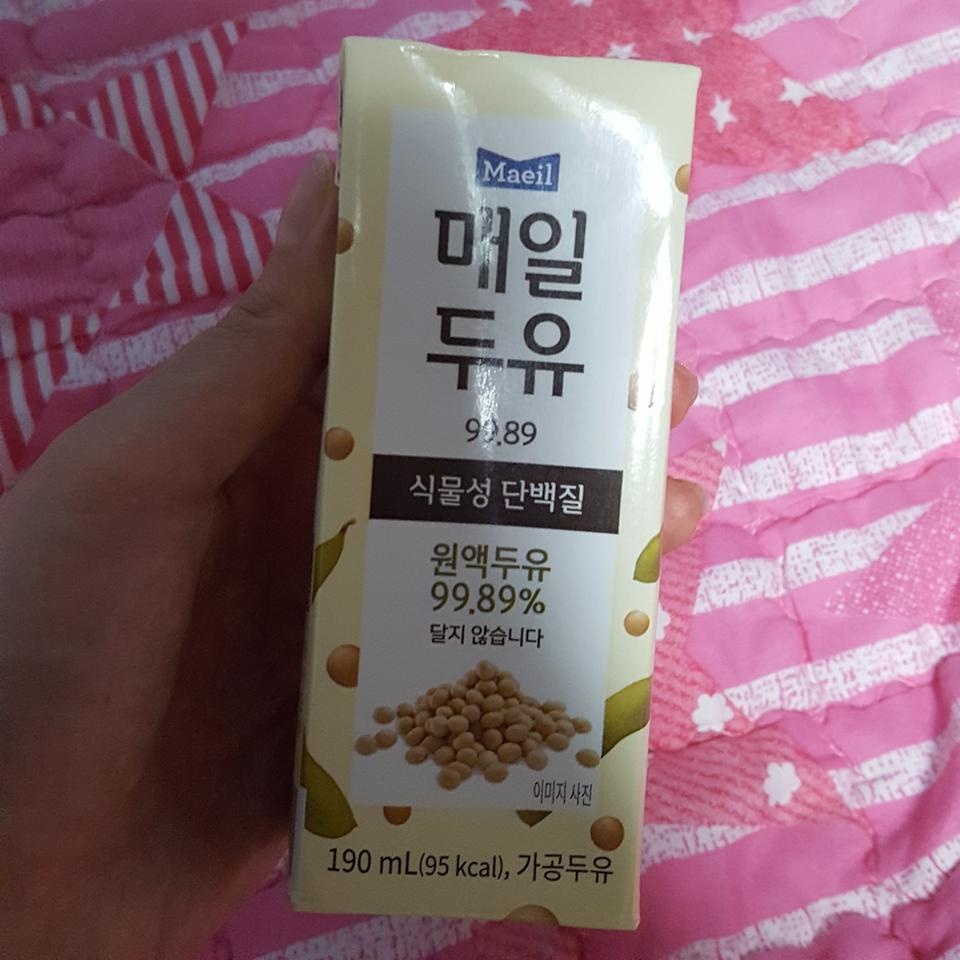 Maeil
매일
두유
99.89
식물성 단백질
원액두유
99.89%
달지 않습니다
이미지 사진
190 mL(95 kcal), 가공두유